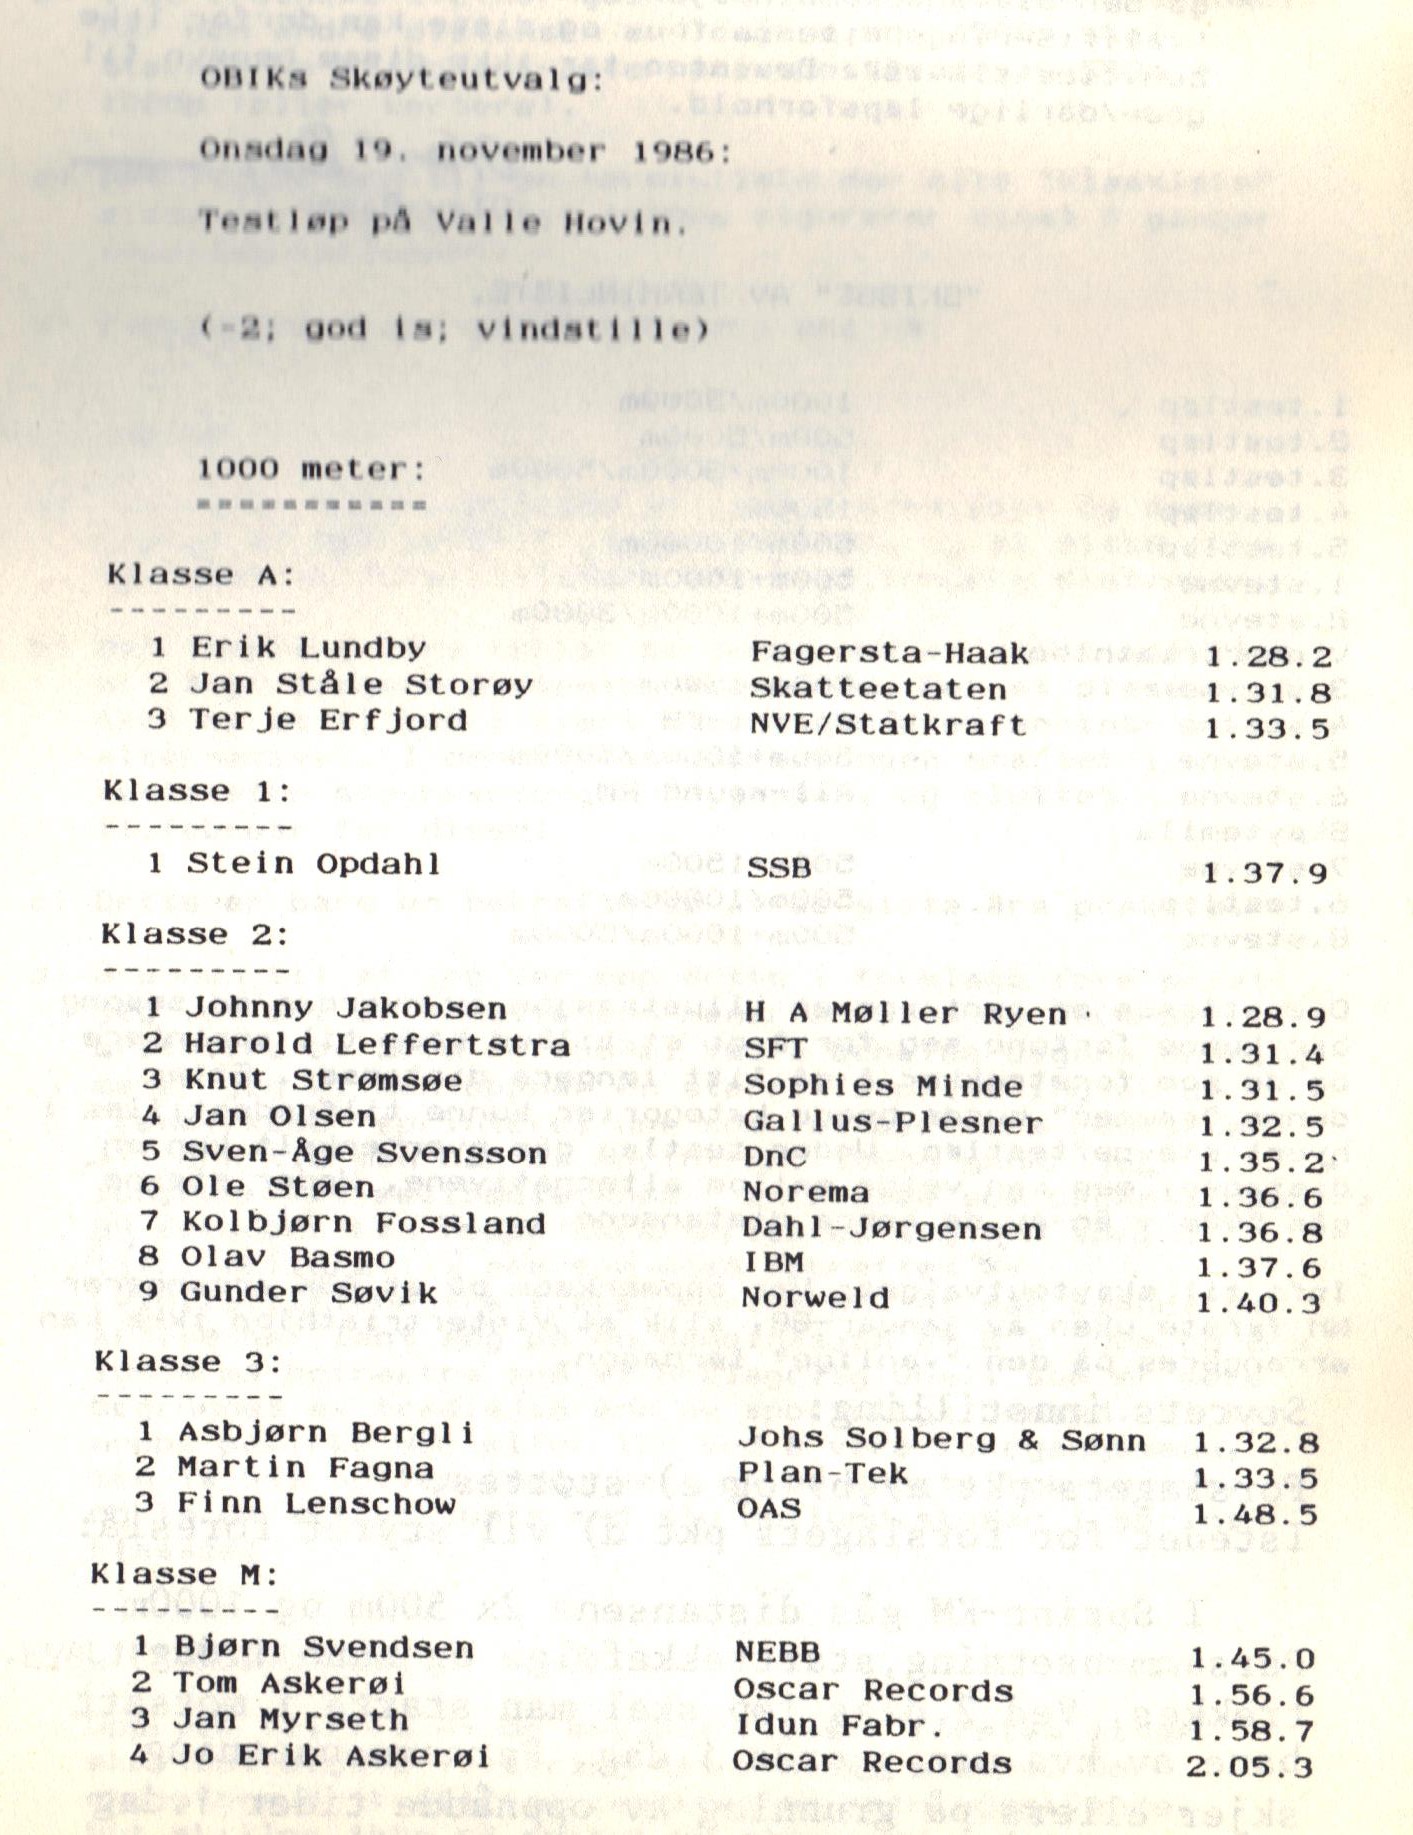 OBIKs Skøyteutvalg:
Onsdag 19. november 1986:
Testløp på Valle Hovin.
(-2; god is; vindstille)
1000 meter:
===========
Klasse A:
---------
1 Erik Lundby Fagersta-Haak 1.28.2
2 Jan Ståle Storøy Skatteetaten 1.31.8
3 Terje Erfjord NVE/Statkraft 1.33.5
Klasse 1:
---------
1 Stein Opdahl SSB 1.37.9
Klasse 2:
---------
1 Johnny Jakobsen H A Møller Ryen 1.28.9
2 Harold Leffertstra SFT 1.31.4
3 Knut Strømsøe Sophies Minde 1.31.5
4 Jan Olsen Gallus-Plesner 1.32.5
5 Sven-Åge Svensson DnC 1.35.2
6 Ole Støen Norema 1.36.6
7 Kolbjørn Fossland Dahl-Jørgensen 1.36.8
8 Olav Basmo IBM 1.37.6
9 Gunder Søvik Norweld 1.40.3
Klasse 3:
---------
1 Asbjørn Bergli Johs Solberg & Sønn 1.32.8
2 Martin Fagna Plan-Tek 1.33.5
3 Finn Lenschow OAS 1.48.5
Klasse M:
---------
1 Bjørn Svendsen NEBB 1.45.0
2 Tom Askerøi Oscar Records 1.56.6
3 Jan Myrseth Idun Fabr. 1.58.7
4 Jo Erik Askerøi Oscar Records 2.05.3